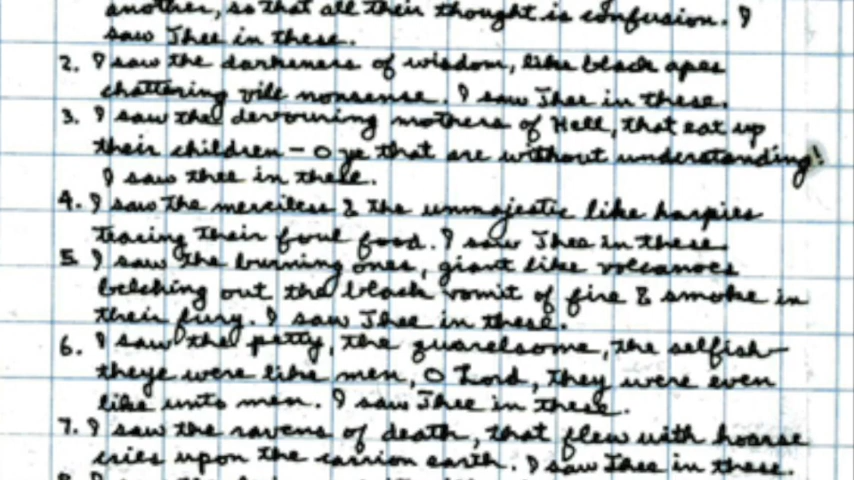 another, so that all their thought is confusion. I
saw Thee in these.
2. I saw the darkeness of wisdom, like black apes
chattering vile nonsense. I saw Thee in these.
3. I saw the devouring mothers of Hell, that eat up
their children – O ye that are without understanding!
I saw thee in these.
4. I saw the merciless & the unmajestic like harpies
tearing their foul food. I saw Thee in these
5. I saw the burning ones, giant like volcanoes
belching out the black vomit of fire & smoke in
their fury. I saw Thee in these.
6. I saw the petty, the quarelsome, the selfish–
theye were like men, O Lord, they were even
like unto men. I saw Thee in these.
7. I saw the ravens of death, that flew with hoarse
cries upon the carrion earth. I saw Thee in these.
8. I saw the